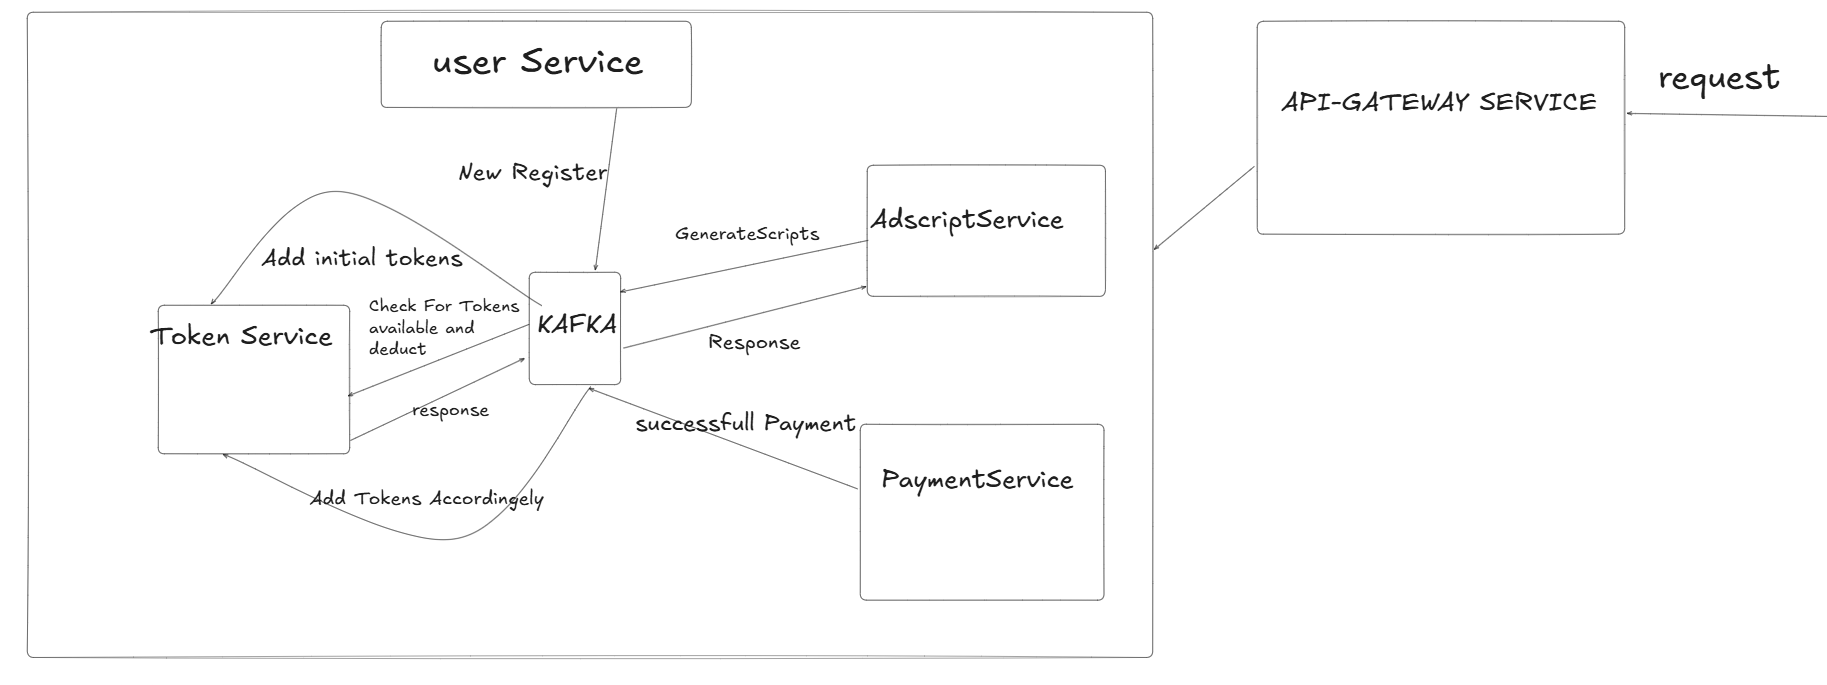 user Service
request
API-GATEWAY SERVICE
New Register
AdscriptService
GenerateScripts
Add initial tokens
Check For Tokens
available and
deduct
KAFKA
Token Service
Response
response
successfull Payment
PaymentService
Add Tokens Accordingely